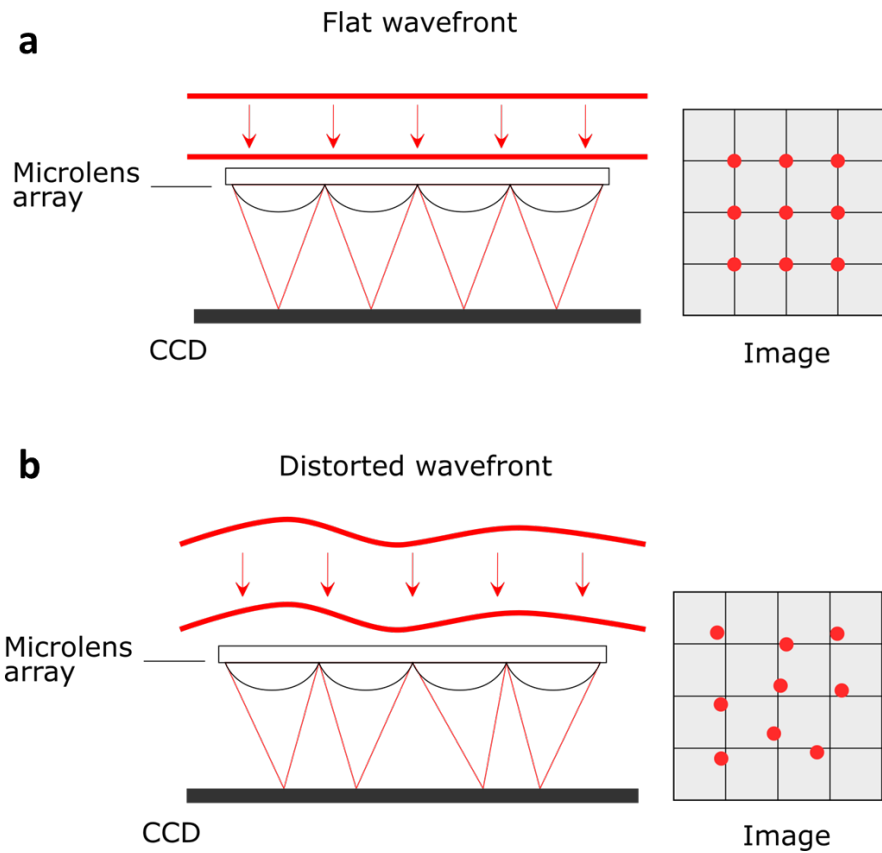 a
Flat wavefront
Microlens
array
CCD
Image
b
Distorted wavefront
Microlens
array
CCD
Image